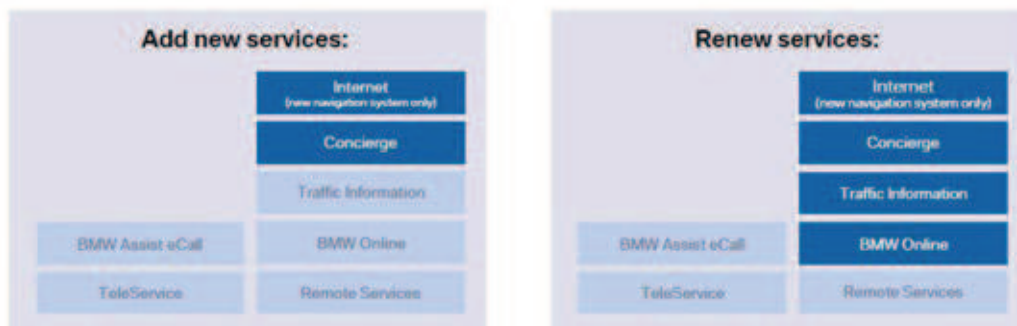 Add new services:
Internet
(new navigation system only)
Concierge
Traffic Information
BMW Assist eCall
BMW Online
TeleService
Remote Services
Renew services:
Internet
(new navigation system only)
Concierge
Traffic Information
BMW Assist eCall
BMW Online
TeleService
Remote Services